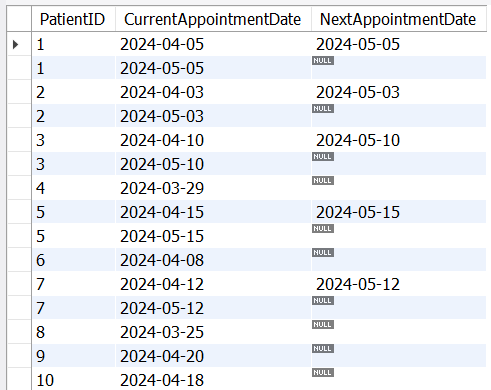 PatientID CurrentAppointmentDate NextAppointmentDate
1 2024-04-05 2024-05-05
1 2024-05-05 NULL
2 2024-04-03 2024-05-03
2 2024-05-03 NULL
3 2024-04-10 2024-05-10
3 2024-05-10 NULL
4 2024-03-29 NULL
5 2024-04-15 2024-05-15
5 2024-05-15 NULL
6 2024-04-08 NULL
7 2024-04-12 2024-05-12
7 2024-05-12 NULL
8 2024-03-25 NULL
9 2024-04-20 NULL
10 2024-04-18 NULL